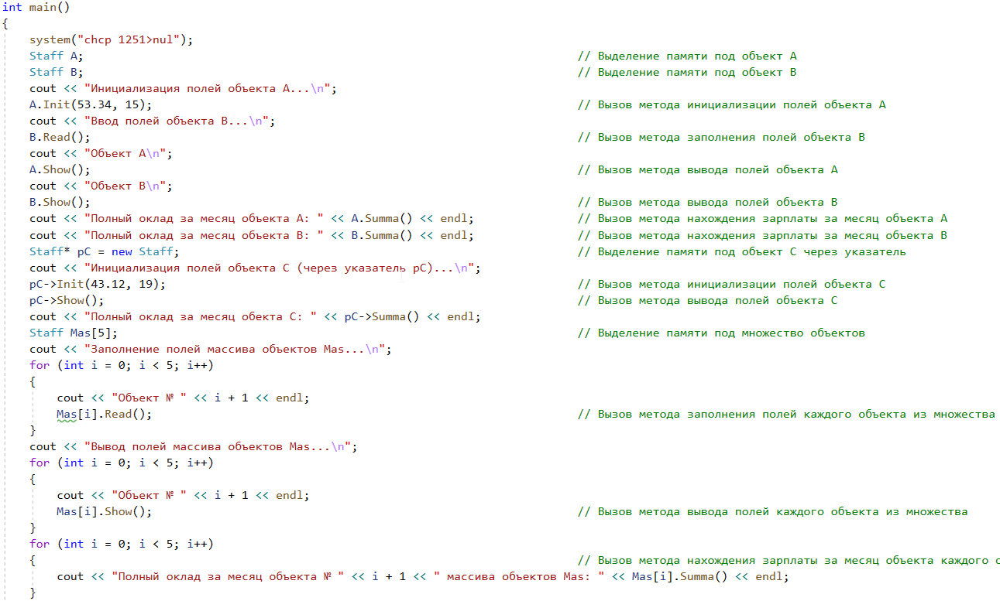 int main()
{
system("chcp 1251>nul");
Staff A; // Выделение памяти под объект A
Staff B; // Выделение памяти под объект B
cout << "Инициализация полей объекта A...\n";
A.Init(53.34, 15); // Вызов метода инициализации полей объекта A
cout << "Ввод полей объекта B...\n";
B.Read(); // Вызов метода заполнения полей объекта B
cout << "Объект A\n";
A.Show(); // Вызов метода вывода полей объекта A
cout << "Объект B\n";
B.Show(); // Вызов метода вывода полей объекта B
cout << "Полный оклад за месяц объекта A: " << A.Summa() << endl; // Вызов метода нахождения зарплаты за месяц объекта A
cout << "Полный оклад за месяц объекта B: " << B.Summa() << endl; // Вызов метода нахождения зарплаты за месяц объекта B
Staff* pC = new Staff; // Выделение памяти под объект C через указатель
cout << "Инициализация полей объекта C (через указатель pC)...\n";
pC->Init(43.12, 19); // Вызов метода инициализации полей объекта C
pC->Show(); // Вызов метода вывода полей объекта C
cout << "Полный оклад за месяц обекта C: " << pC->Summa() << endl;
Staff Mas[5]; // Выделение памяти под множество объектов
cout << "Заполнение полей массива объектов Mas...\n";
for (int i = 0; i < 5; i++)
{
cout << "Объект № " << i + 1 << endl;
Mas[i].Read(); // Вызов метода заполнения полей каждого объекта из множества
}
cout << "Вывод полей массива объектов Mas...\n";
for (int i = 0; i < 5; i++)
{
cout << "Объект № " << i + 1 << endl;
Mas[i].Show(); // Вызов метода вывода полей каждого объекта из множества
}
for (int i = 0; i < 5; i++)
{ // Вызов метода нахождения зарплаты за месяц объекта каждого
cout << "Полный оклад за месяц объекта № " << i + 1 << " массива объектов Mas: " << Mas[i].Summa() << endl;
}